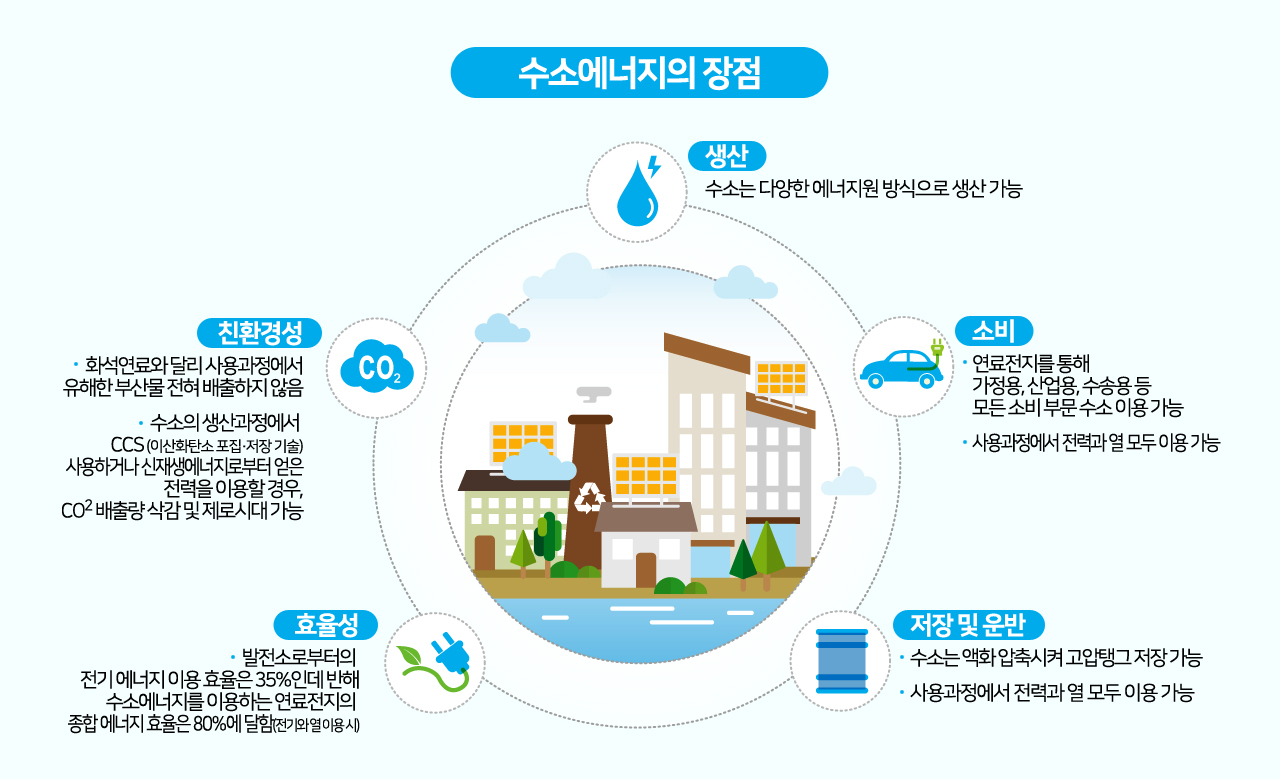 수소에너지의 장점
생산
수소는 다양한 에너지원 방식으로 생산 가능
소비
• 연료전지를 통해
가정용, 산업용, 수송용 등
모든 소비 부문 수소 이용 가능
• 사용과정에서 전력과 열 모두 이용 가능
저장 및 운반
• 수소는 액화 압축시켜 고압탱그 저장 가능
• 사용과정에서 전력과 열 모두 이용 가능
효율성
• 발전소로부터의
전기 에너지 이용 효율은 35%인데 반해
수소에너지를 이용하는 연료전지의
종합 에너지 효율은 80%에 달함(전기와 열 이용 시)
친환경성
• 화석연료와 달리 사용과정에서
유해한 부산물 전혀 배출하지 않음
• 수소의 생산과정에서
CCS (이산화탄소 포집·저장 기술)
사용하거나 신재생에너지로부터 얻은
전력을 이용할 경우,
CO² 배출량 삭감 및 제로시대 가능
CO₂